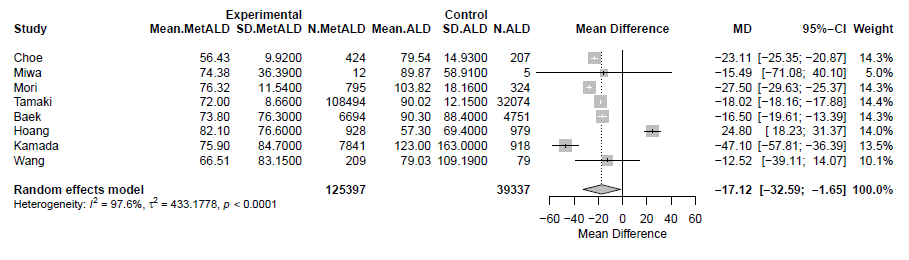 Experimental Control
Study Mean.MetALD SD.MetALD N.MetALD Mean.ALD SD.ALD N.ALD Mean Difference MD 95%−CI Weight
Choe 56.43 9.9200 424 79.54 14.9300 207 −23.11 [−25.35; −20.87] 14.3%
Miwa 74.38 36.3900 12 89.87 58.9100 5 −15.49 [−71.08; 40.10] 5.0%
Mori 76.32 11.5400 795 103.82 18.1600 324 −27.50 [−29.63; −25.37] 14.3%
Tamaki 72.00 8.6600 108494 90.02 12.1500 32074 −18.02 [−18.16; −17.88] 14.4%
Baek 73.80 76.3000 6694 90.30 88.4000 4751 −16.50 [−19.61; −13.39] 14.3%
Hoang 82.10 76.6000 928 57.30 69.4000 979 24.80 [ 18.23; 31.37] 14.0%
Kamada 75.90 84.7000 7841 123.00 163.0000 918 −47.10 [−57.81; −36.39] 13.5%
Wang 66.51 83.1500 209 79.03 109.1900 79 −12.52 [−39.11; 14.07] 10.1%
Random effects model 125397 39337 −17.12 [−32.59; −1.65] 100.0%
Heterogeneity: I² = 97.6%, τ² = 433.1778, p < 0.0001
−60 −40 −20 0 20 40 60
Mean Difference